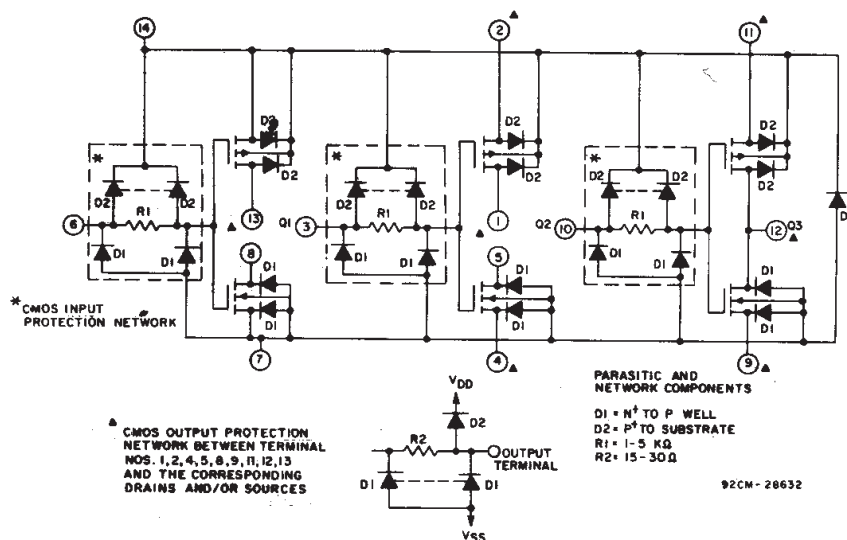 14
2 ▲
11 ▲
D2
D2
D2
D2
D2
D2
*
*
*
D2
D2
D2
D2
D2
D2
R1
R1
R1
6
13
Q1
3
1
Q2
10
12
Q3
▲
▲
▲
D1
D1
D1
D1
D1
D1
D
8
5
D1
D1
D1
D1
D1
D1
7
4 ▲
9 ▲
*CMOS INPUT
PROTECTION NETWORK
▲ CMOS OUTPUT PROTECTION
NETWORK BETWEEN TERMINAL
NOS. 1,2,4,5,8,9,11,12,13
AND THE CORRESPONDING
DRAINS AND/OR SOURCES
VDD
D2
R2
OUTPUT
TERMINAL
D1
D1
VSS
PARASITIC AND
NETWORK COMPONENTS
D1 = N+ TO P WELL
D2 = P+ TO SUBSTRATE
R1 = 1-5 KΩ
R2 = 15-30Ω
92CM-28632